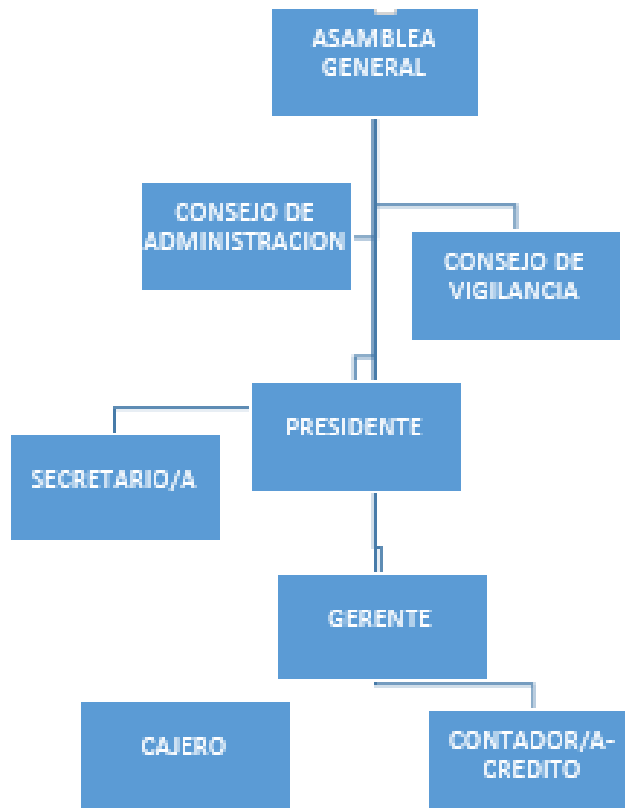 ASAMBLEA
GENERAL
CONSEJO DE
ADMINISTRACION
CONSEJO DE
VIGILANCIA
PRESIDENTE
SECRETARIO/A
GERENTE
CAJERO
CONTADOR/A-
CREDITO